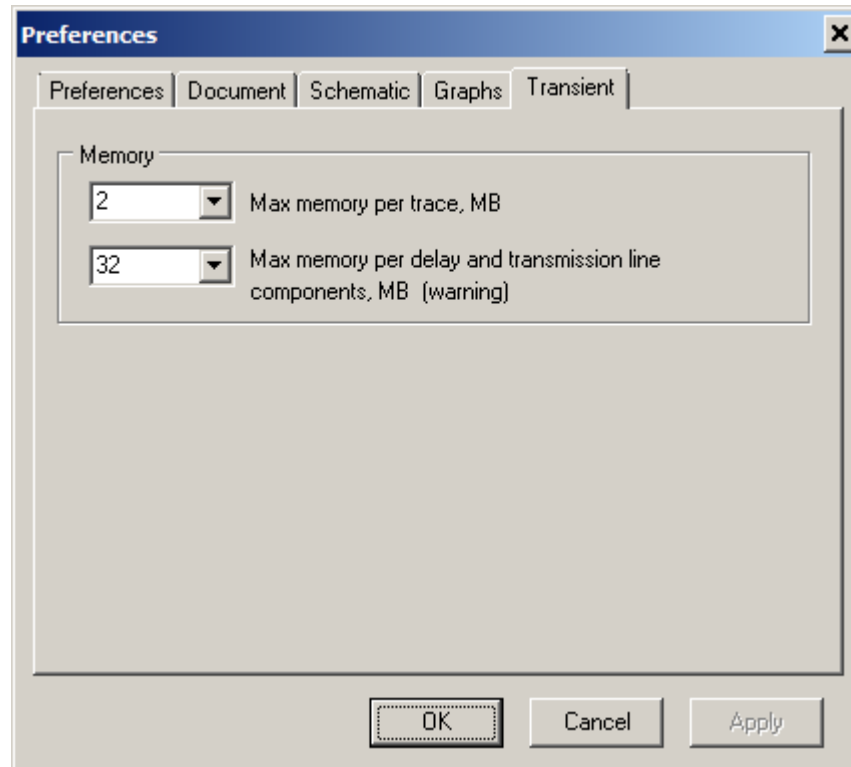 Preferences
Preferences Document Schematic Graphs Transient
Memory
2 Max memory per trace, MB
32 Max memory per delay and transmission line
components, MB (warning)
OK Cancel Apply